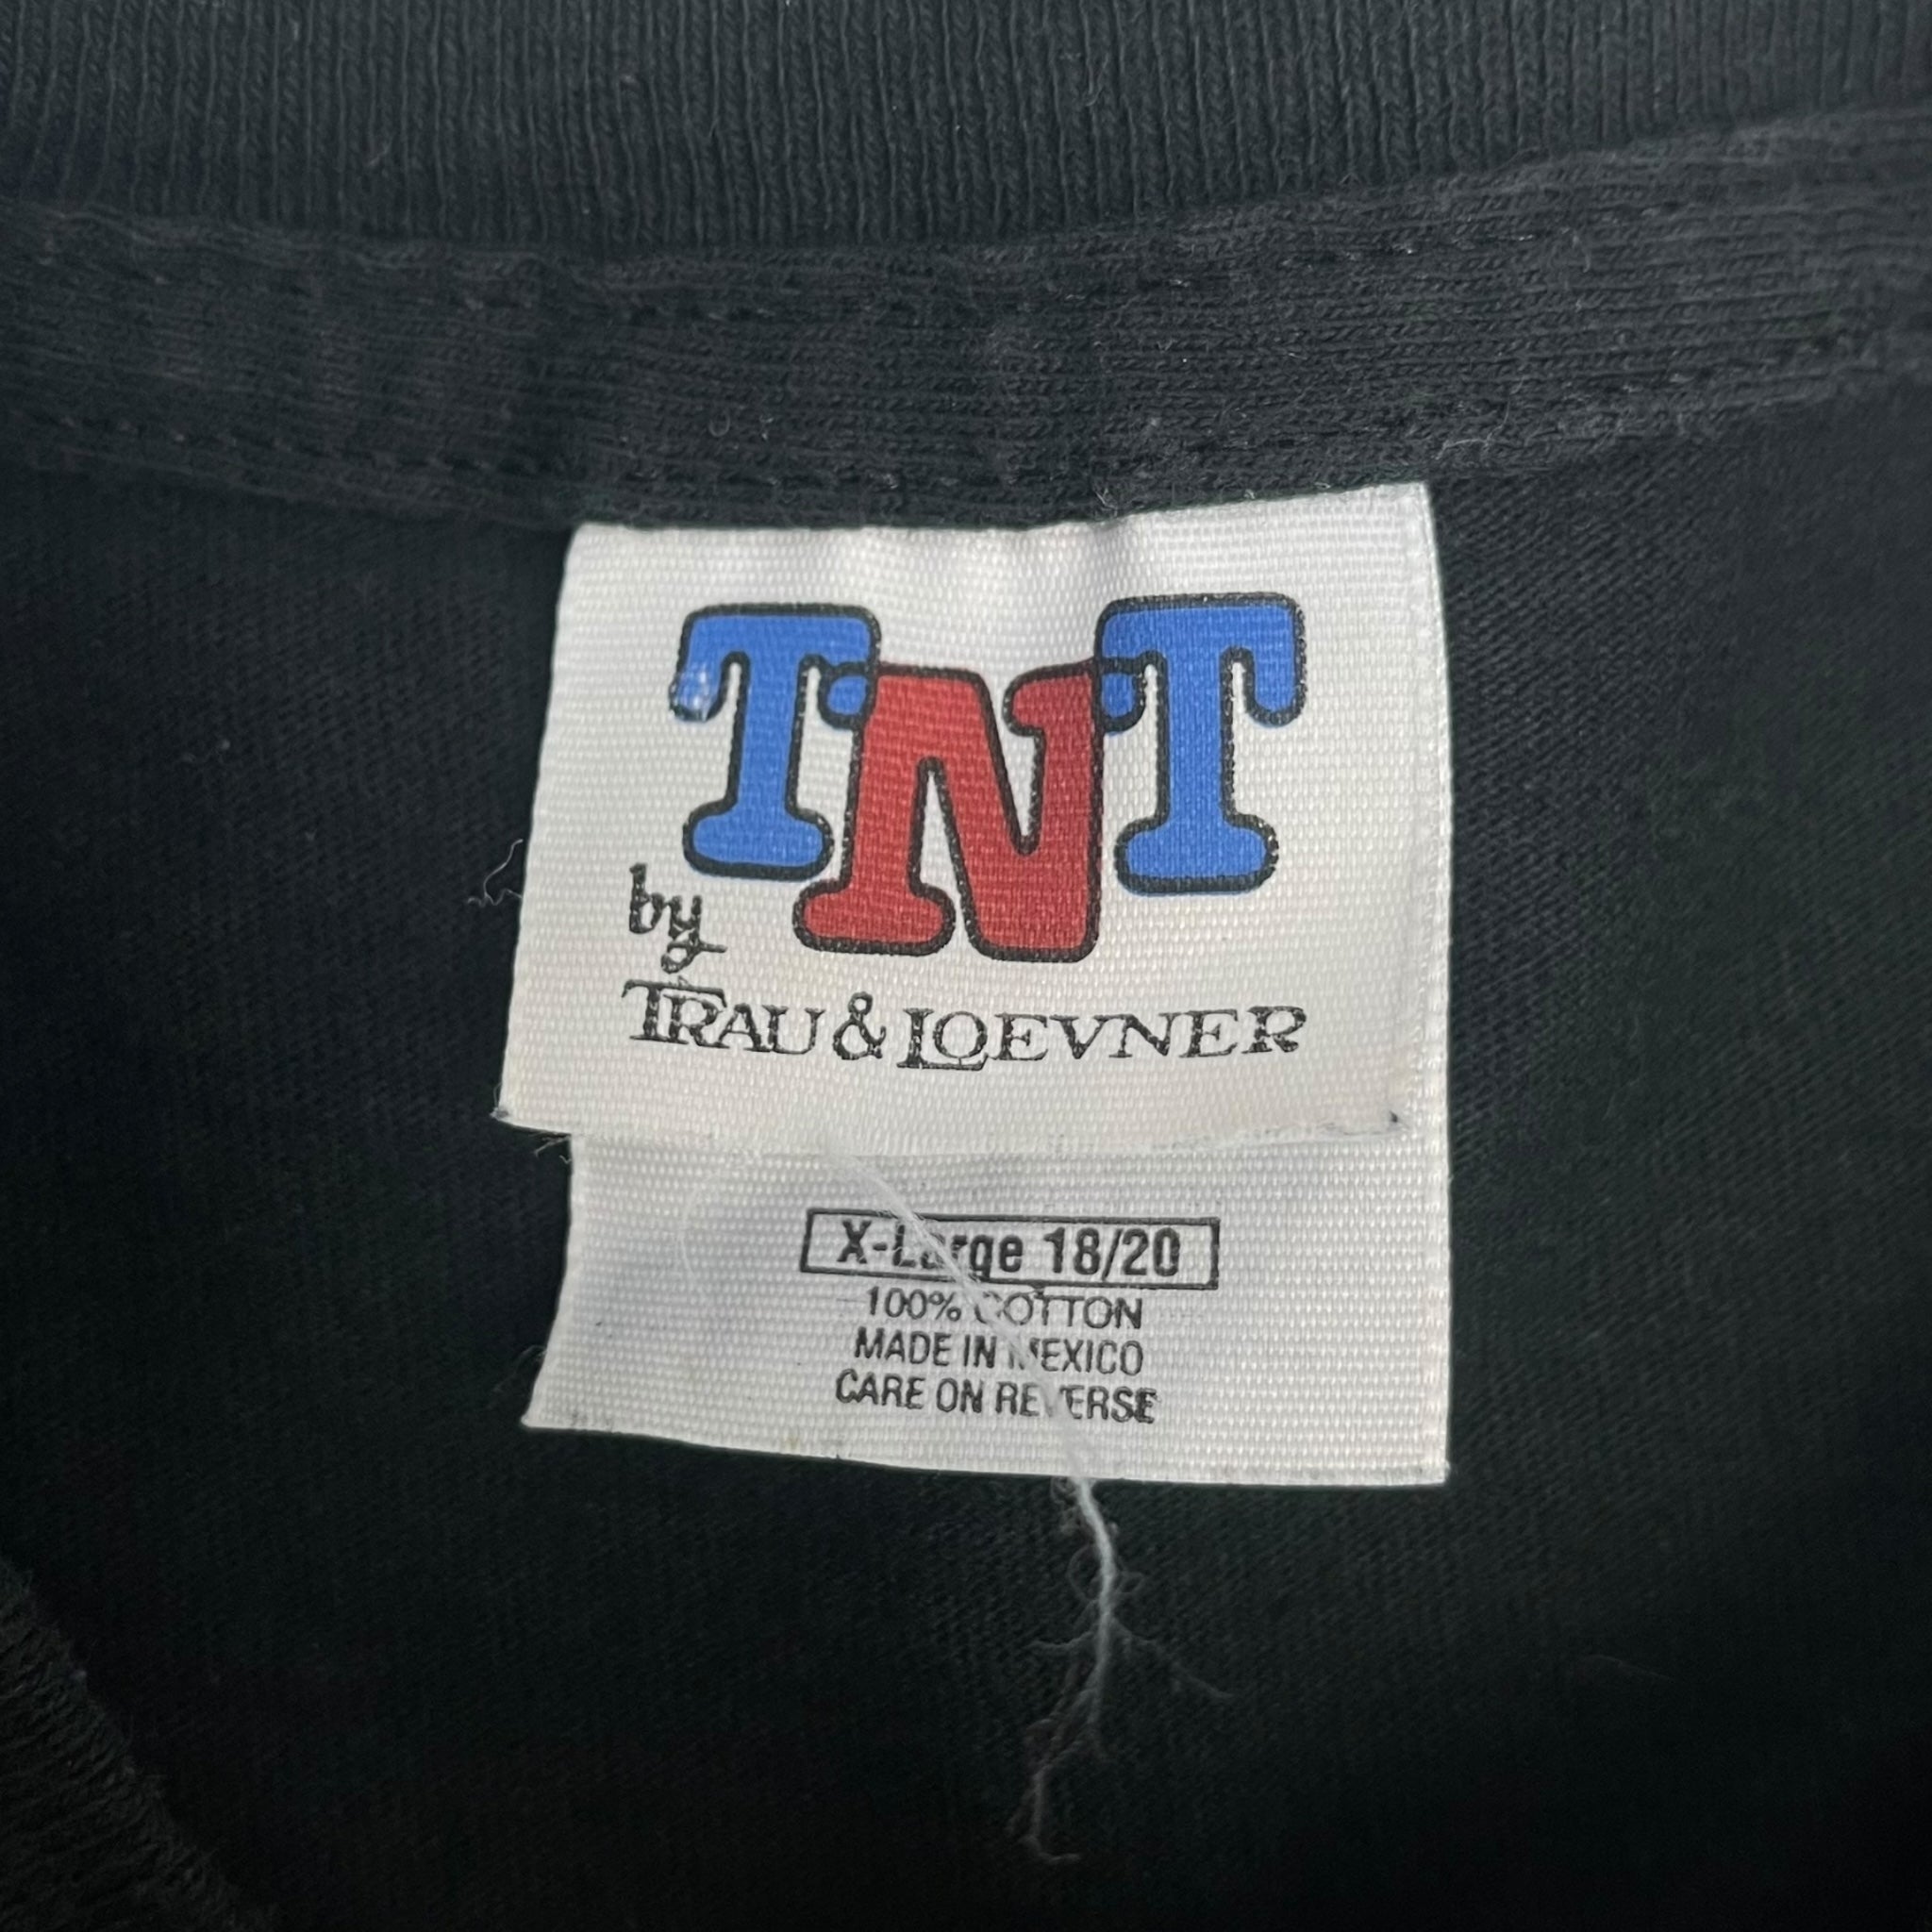 TNT
by
TRAU & LOEVNER
X-Large 18/20
100% COTTON
MADE IN MEXICO
CARE ON REVERSE